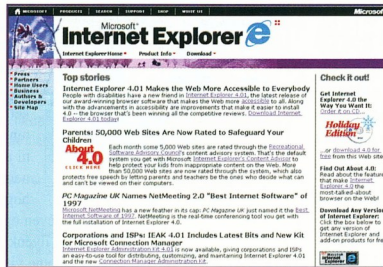 MICROSOFT PRODUCTS SEARCH SUPPORT SHOP WRITE US Microsoft
Microsoft
Internet Explorer
Internet Explorer Home Product Info Download
Press
Partners
Home Users
Business
Authors &
Developers
Site Map
Top stories
Internet Explorer 4.01 Makes the Web More Accessible to Everybody
People with disabilities have a new friend in Internet Explorer 4.01, the latest release of
our award-winning browser software that makes the Web more accessible to all. Along
with the advancements in accessibility are improvements that make it easier to install
4.0 -- the browser that's been winning all the competitive reviews. Download Internet
Explorer 4.01 today!
Parents: 50,000 Web Sites Are Now Rated to Safeguard Your
Children
About
4.0
CLICK HERE
Each month some 5,000 Web sites are rated through the Recreational
Software Advisory Council's content advisory system. That's the default
system you get with Microsoft Internet Explorer's Content Advisor to
help protect your kids from inappropriate content on the Web. More
than 50,000 Web sites are now rated through the system, which also
protects free speech by letting parents and teachers be the ones who decide what can
and can't be viewed on their computers.
PC Magazine UK Names NetMeeting 2.0 "Best Internet Software" of
1997
Microsoft NetMeeting has a new feather in its cap: PC Magazine UK just named it the Best
Internet Software of 1997. NetMeeting is the real-time conferencing tool you get with
the full installation of Internet Explorer 4.0.
Corporations and ISPs: IEAK 4.01 Includes Latest Bits and New Kit
for Microsoft Connection Manager
Internet Explorer Administration Kit 4.01 is now available, giving corporations and ISPs
an easy-to-use tool for distributing, customizing, and maintaining Internet Explorer 4.01
and the new Connection Manager Administration Kit.
Check it out!
Get Internet
Explorer 4.0 the
Way You Want It:
Order it on CD...
Holiday
Edition
...or download 4.0 for
free from this Web site
Find Out About 4.0:
Read about the features
that make Internet
Explorer 4.0 the
most-talked-about
browser on the Web!
Download Any Version
of Internet Explorer:
Click the box below to
get any version of
Internet Explorer and
add-on products for free
Microsoft
Internet
Explorer